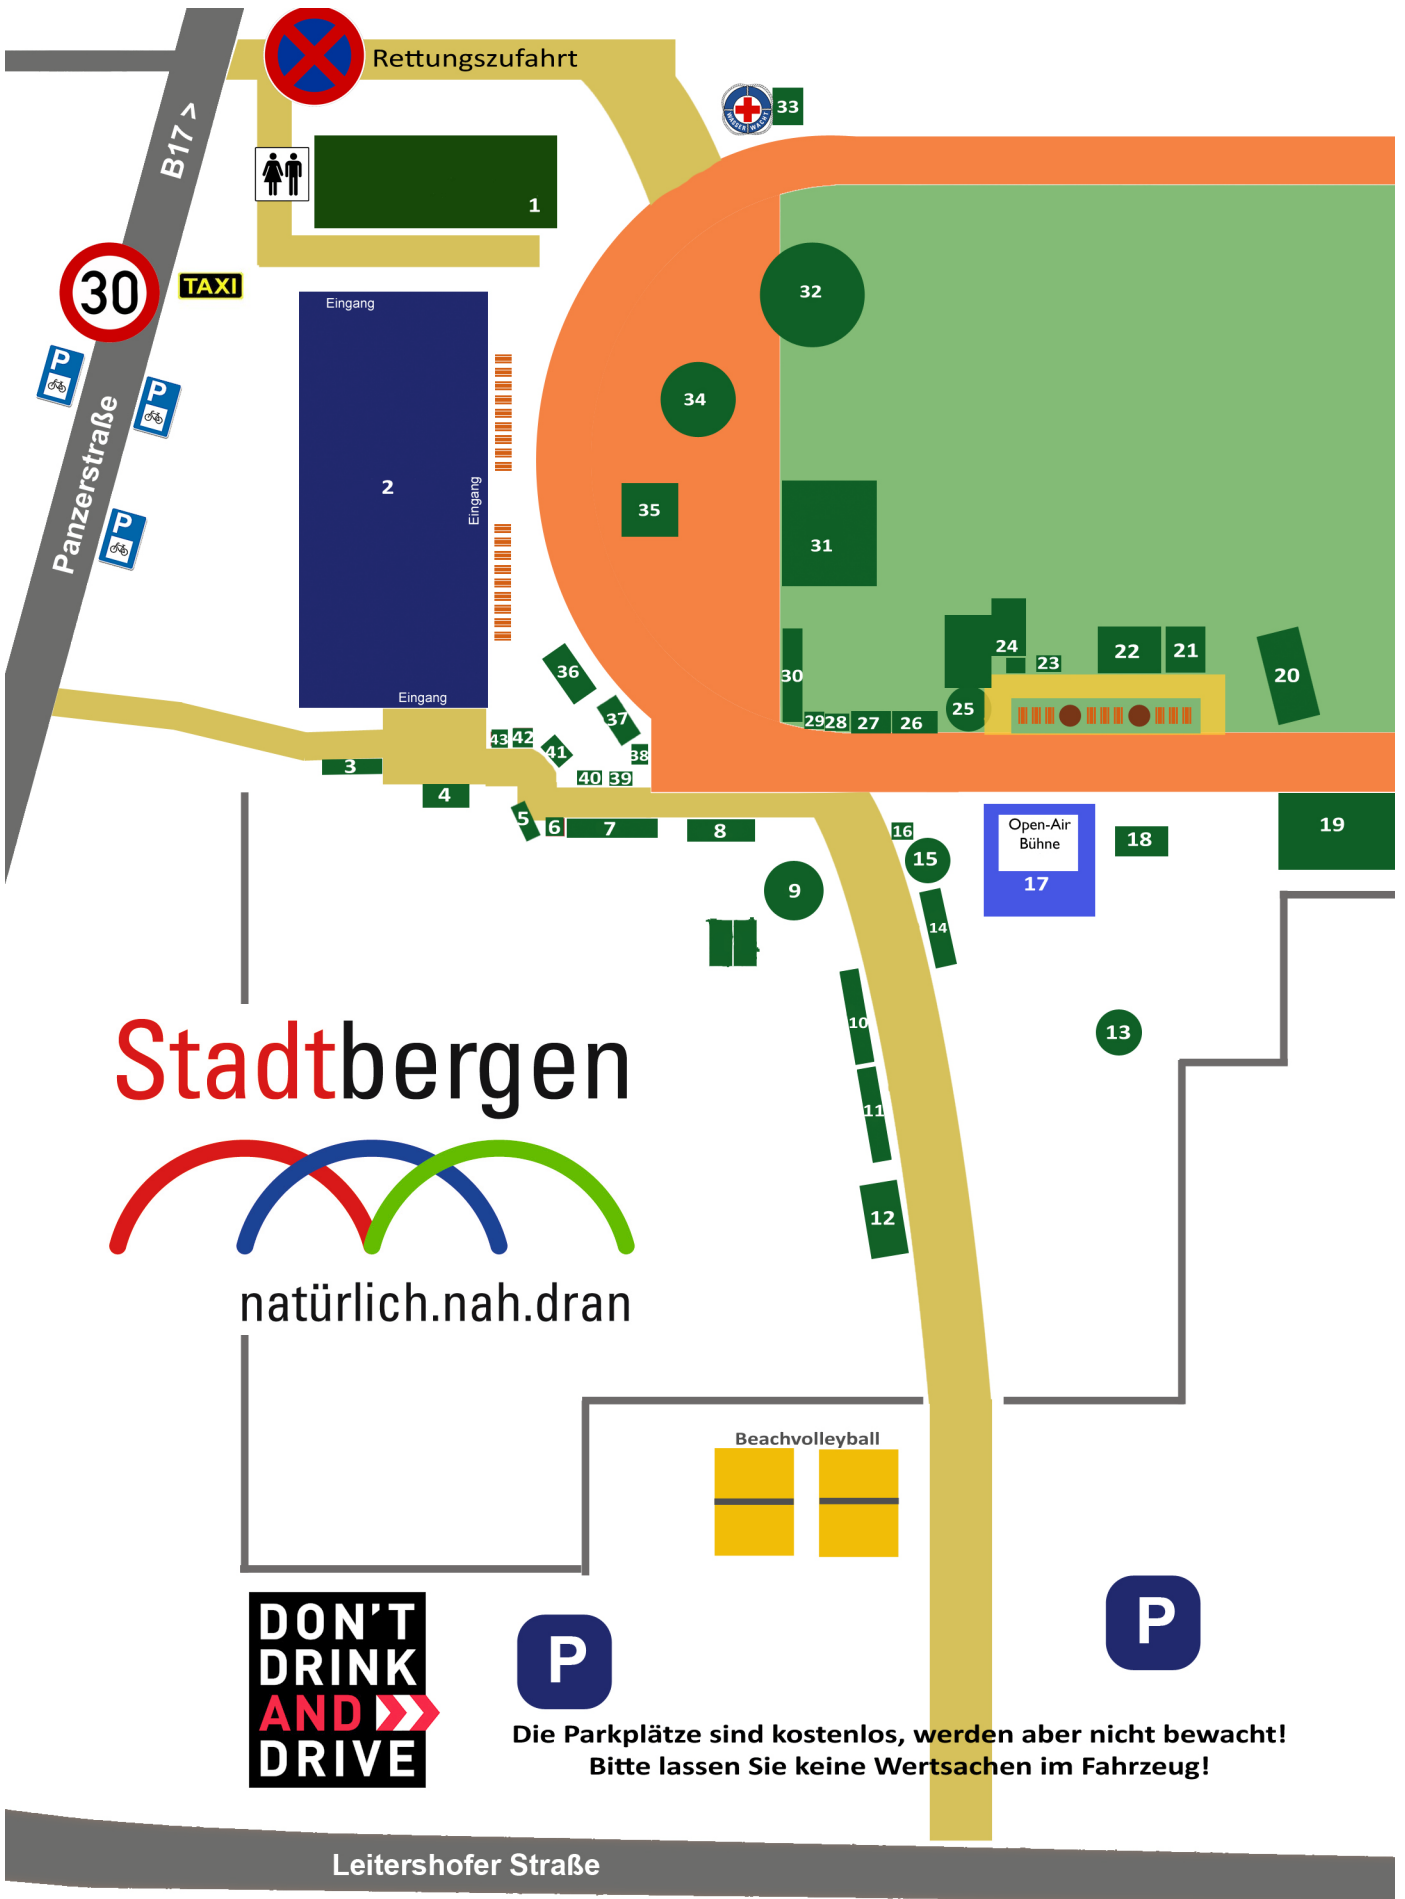 Rettungszufahrt
B17 >
33
WASSER WACHT
1
30
TAXI
32
Eingang
P
P
34
Panzerstraße
2
Eingang
35
P
31
36
24
23
22
21
20
30
Eingang
37
25
29
28
27
26
43
42
41
38
3
40
39
4
5
6
7
8
16
Open-Air
Bühne
18
19
15
17
9
14
10
13
Stadtbergen
11
12
natürlich.nah.dran
Beachvolleyball
DON'T
DRINK
AND
DRIVE
P
P
Die Parkplätze sind kostenlos, werden aber nicht bewacht!
Bitte lassen Sie keine Wertsachen im Fahrzeug!
Leitershofer Straße